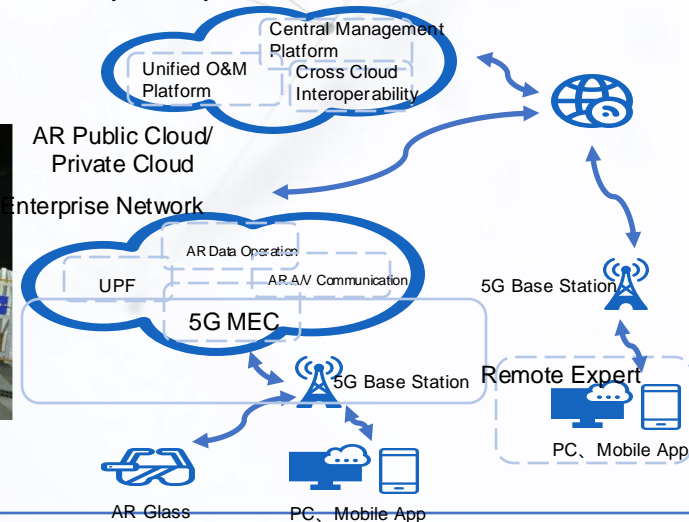 Central Management
Platform
Unified O&M
Platform
Cross Cloud
Interoperability
AR Public Cloud/
Private Cloud
Enterprise Network
AR Data Operation
UPF
AR A/V Communication
5G MEC
5G Base Station
5G Base Station
Remote Expert
PC、Mobile App
AR Glass
PC、Mobile App